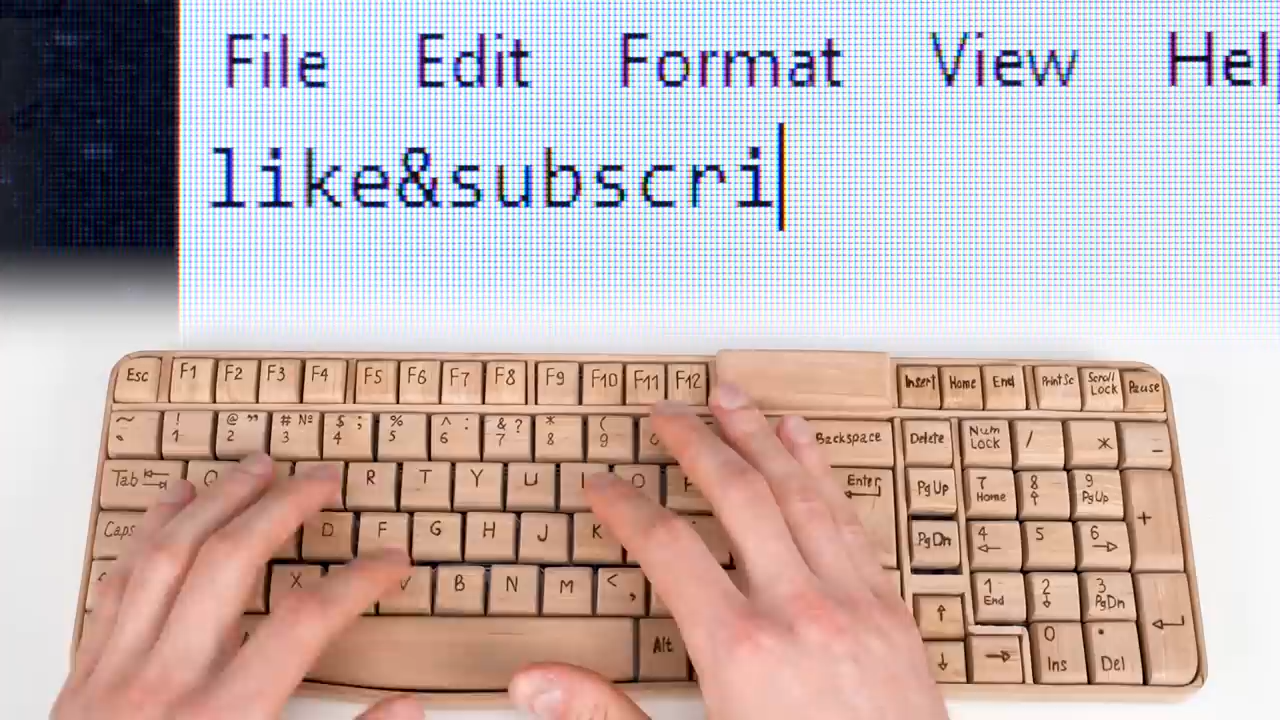 File Edit Format View Hel
like&subscri
Esc F1 F2 F3 F4 F5 F6 F7 F8 F9 F10 F11 F12 Insert Home End PrintSc Scroll Lock Pause
~ ` ! 1 @ " 2 # № 3 $ ; 4 % 5 ^ : 6 & ? 7 * 8 ( 9 Backspace Delete Num LOCK / * -
Tab Q R T Y U I O P Enter PgUp 7 Home 8 ↑ 9 PgUp +
Caps D F G H J K PgDn 4 ← 5 6 →
X V B N M < , ↑ 1 End 2 ↓ 3 PgDn
Alt ↓ → 0 Ins . Del